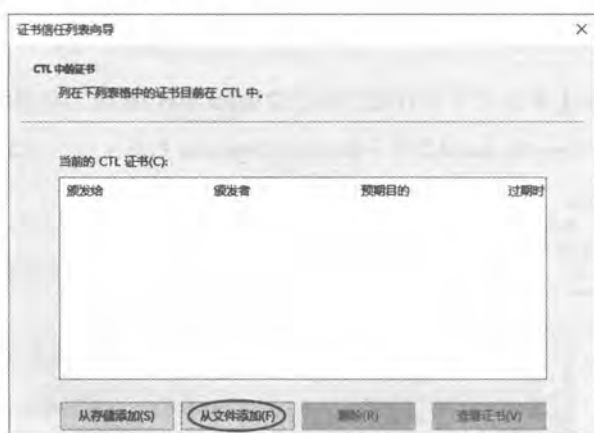 证书信任列表向导
CTL 中的证书
列在下列表格中的证书目前在 CTL 中。
当前的 CTL 证书(C):
颁发给 颁发者 预期目的 过期时
从存储添加(S) 从文件添加(F) 删除(R) 查看证书(V)